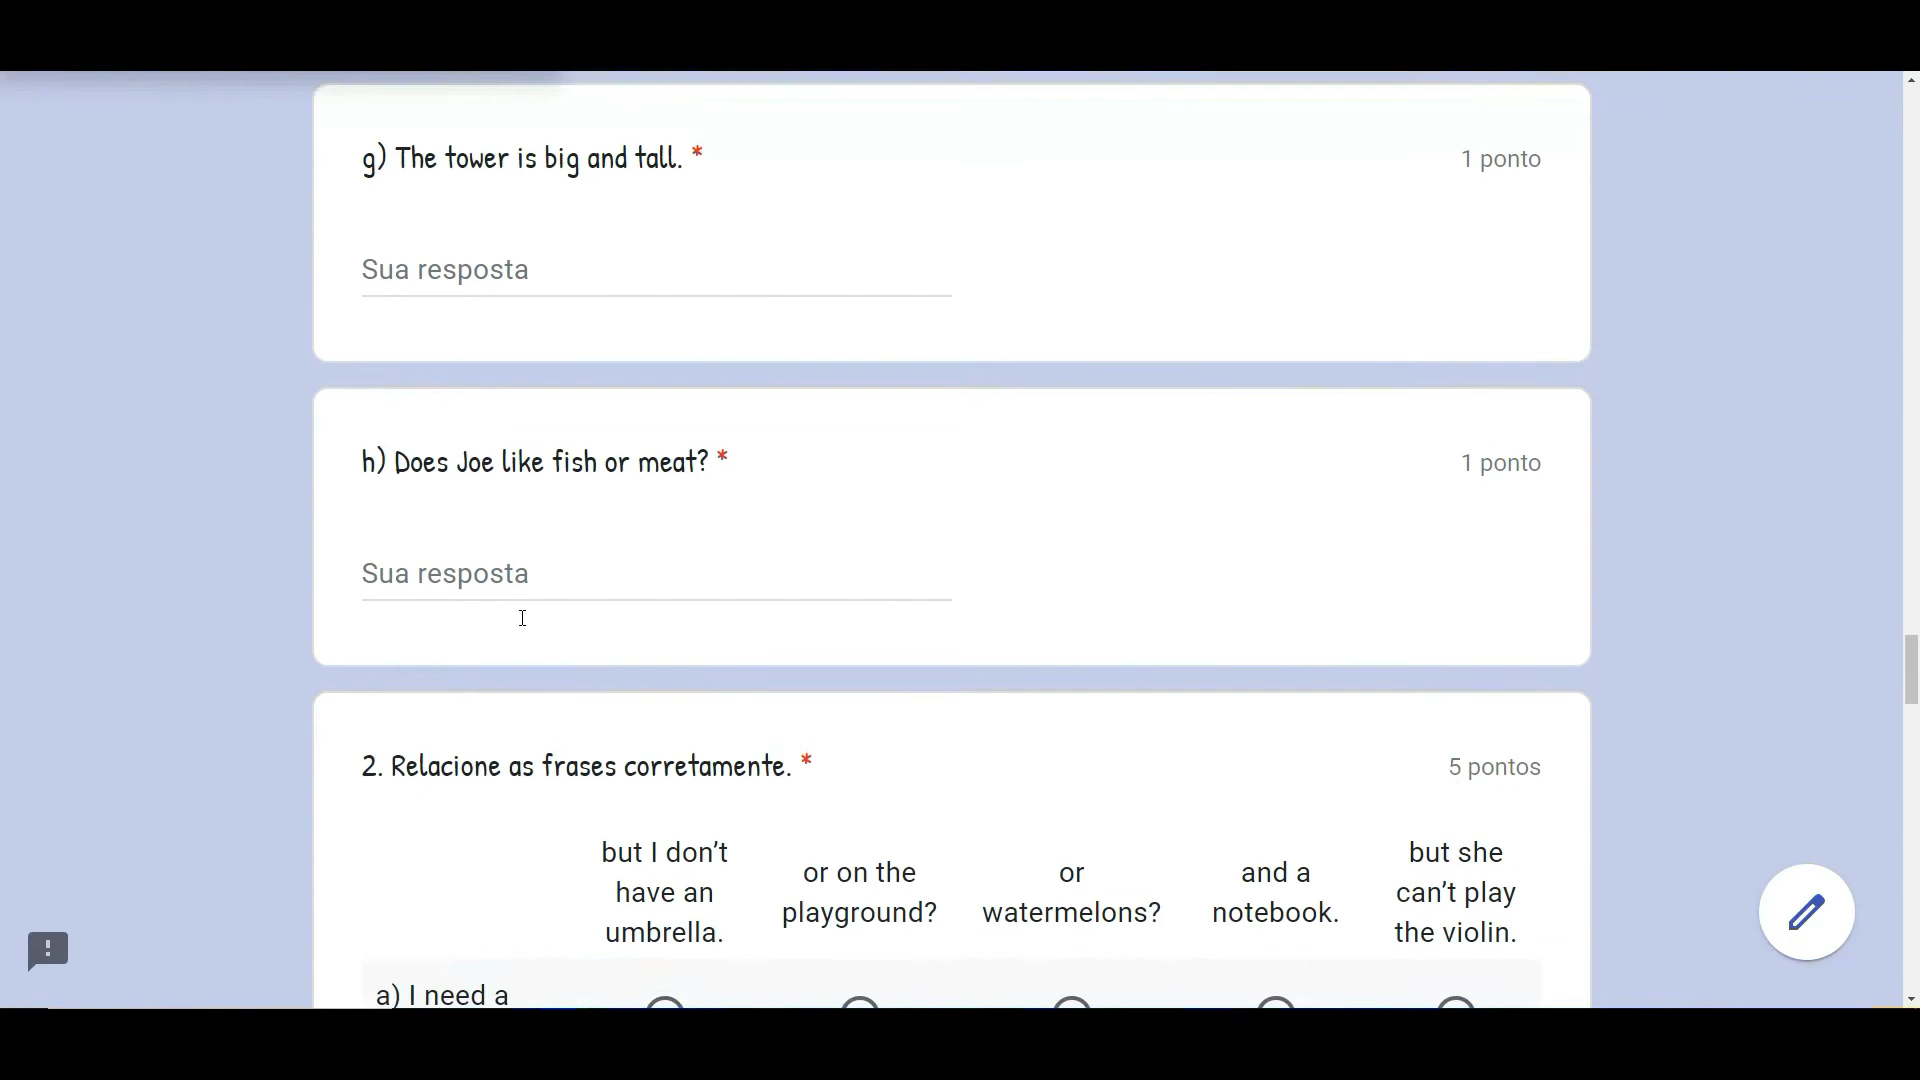 g) The tower is big and tall. *
1 ponto
Sua resposta
h) Does Joe like fish or meat? *
1 ponto
Sua resposta
2. Relacione as frases corretamente. *
5 pontos
but I don’t
have an
umbrella.
or on the
playground?
or
watermelons?
and a
notebook.
but she
can’t play
the violin.
a) I need a